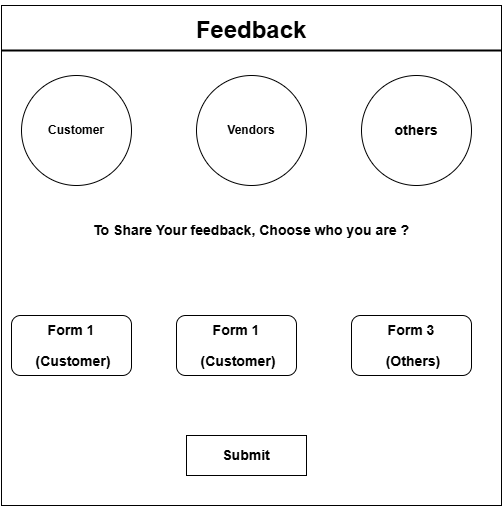 Feedback
Customer
Vendors
others
To Share Your feedback, Choose who you are ?
Form 1
(Customer)
Form 1
(Customer)
Form 3
(Others)
Submit